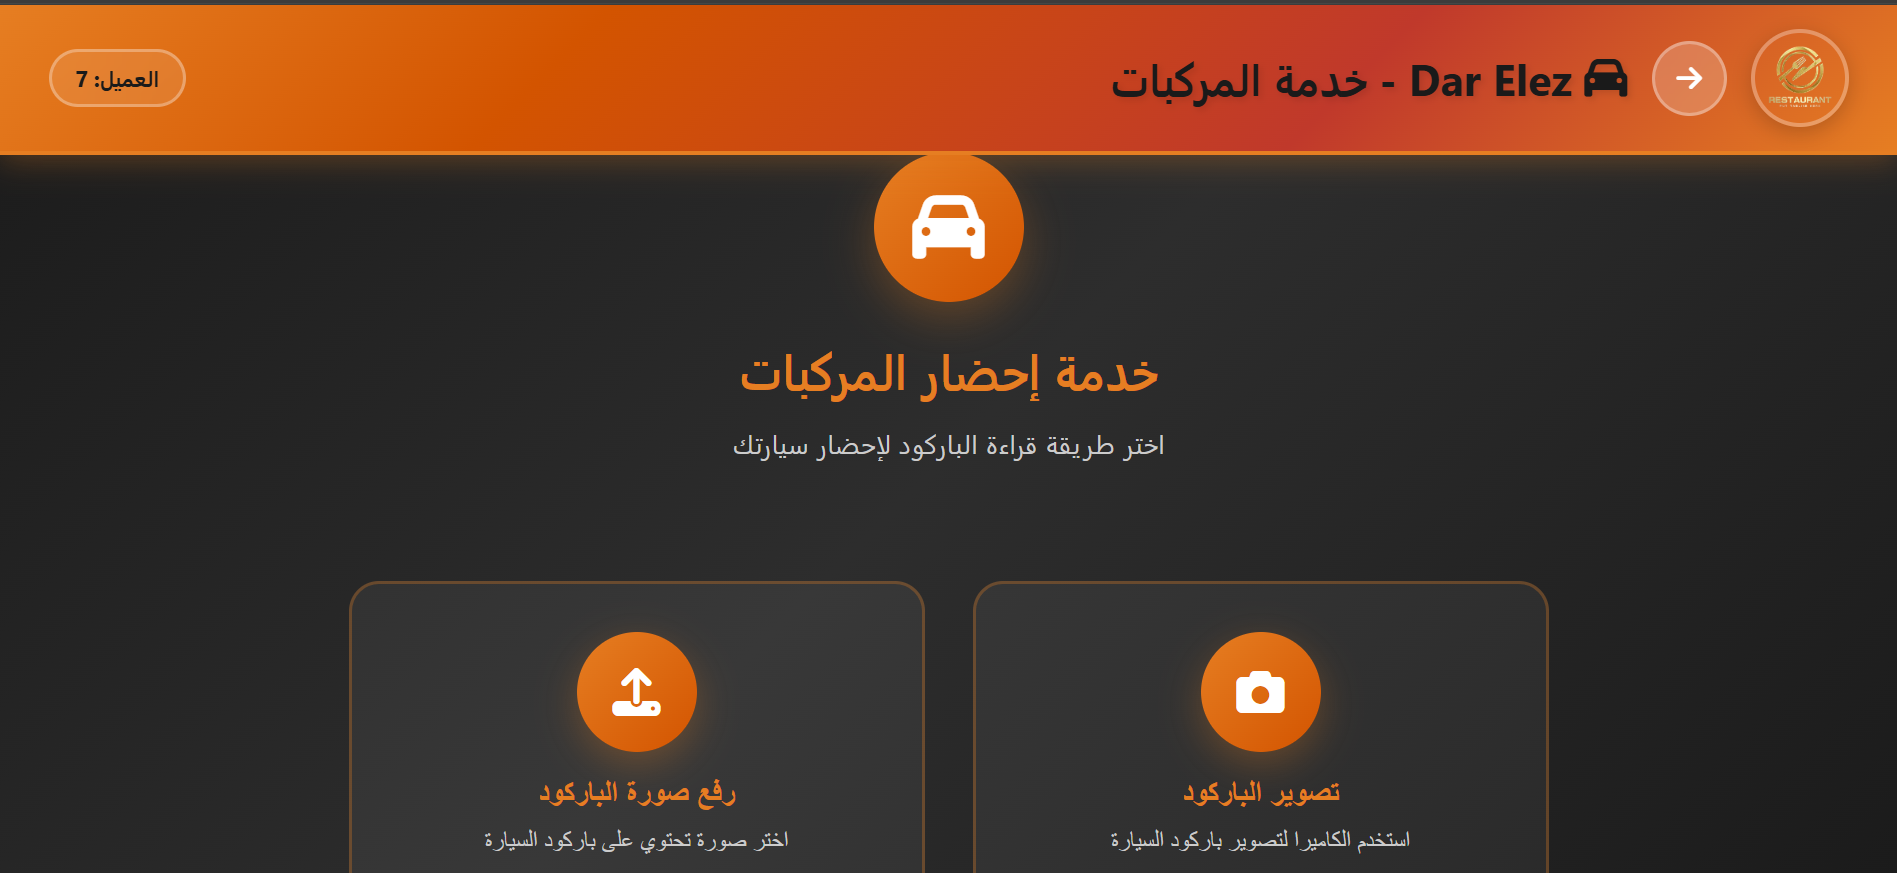 RESTAURANT
Dar Elez - خدمة المركبات
العميل: 7
خدمة إحضار المركبات
اختر طريقة قراءة الباركود لإحضار سيارتك
تصوير الباركود
استخدم الكاميرا لتصوير باركود السيارة
رفع صورة الباركود
اختر صورة تحتوي على باركود السيارة